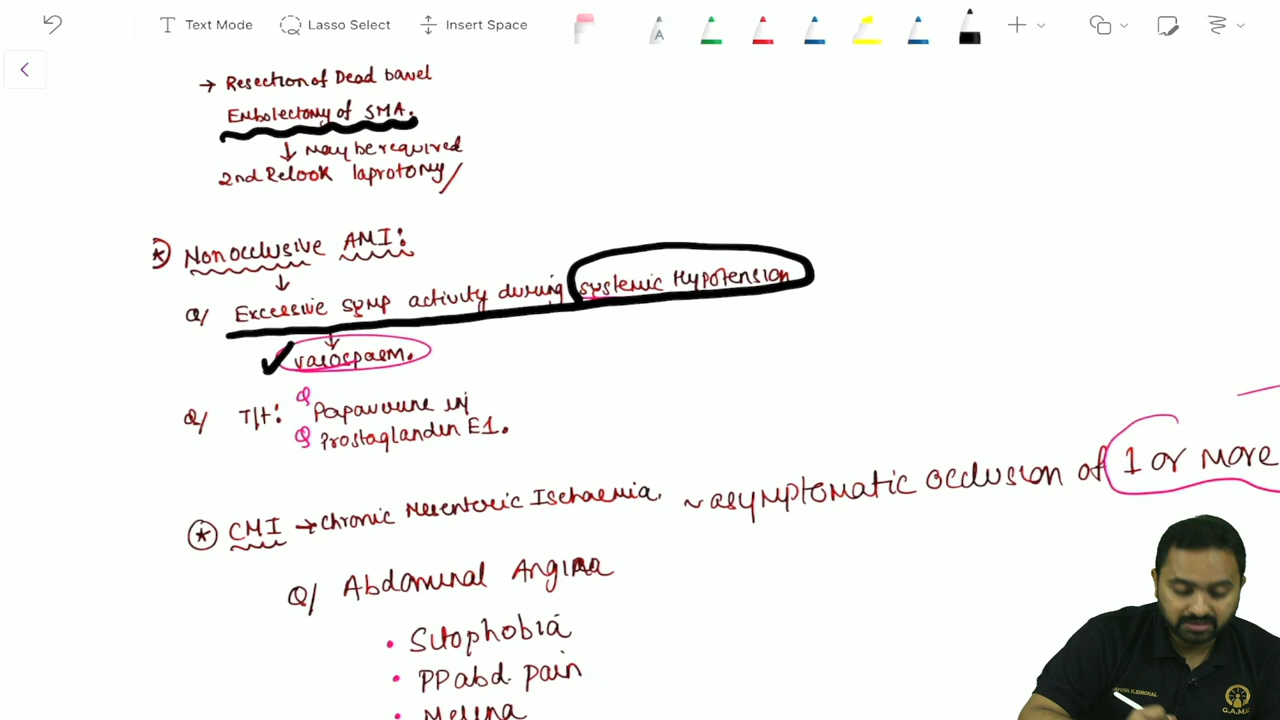 Text Mode
Lasso Select
Insert Space
→ Resection of Dead bowel
Embolectomy of SMA.
↓ may be required
2nd Relook laprotomy/
Nonocclusive AMI:
↓
Q/ Excessive symp activity during systemic Hypotension
↓
✓ vasospasm.
Q/ T/t: Q Papaverine inj
Q Prostaglandin E1.
CMI → Chronic Mesenteric Ischaemia. ~ asymptomatic occlusion of 1 or more
Q/ Abdominal Angina
• Sitophobia
• PP abd. pain
• Melena
G.A.M.S